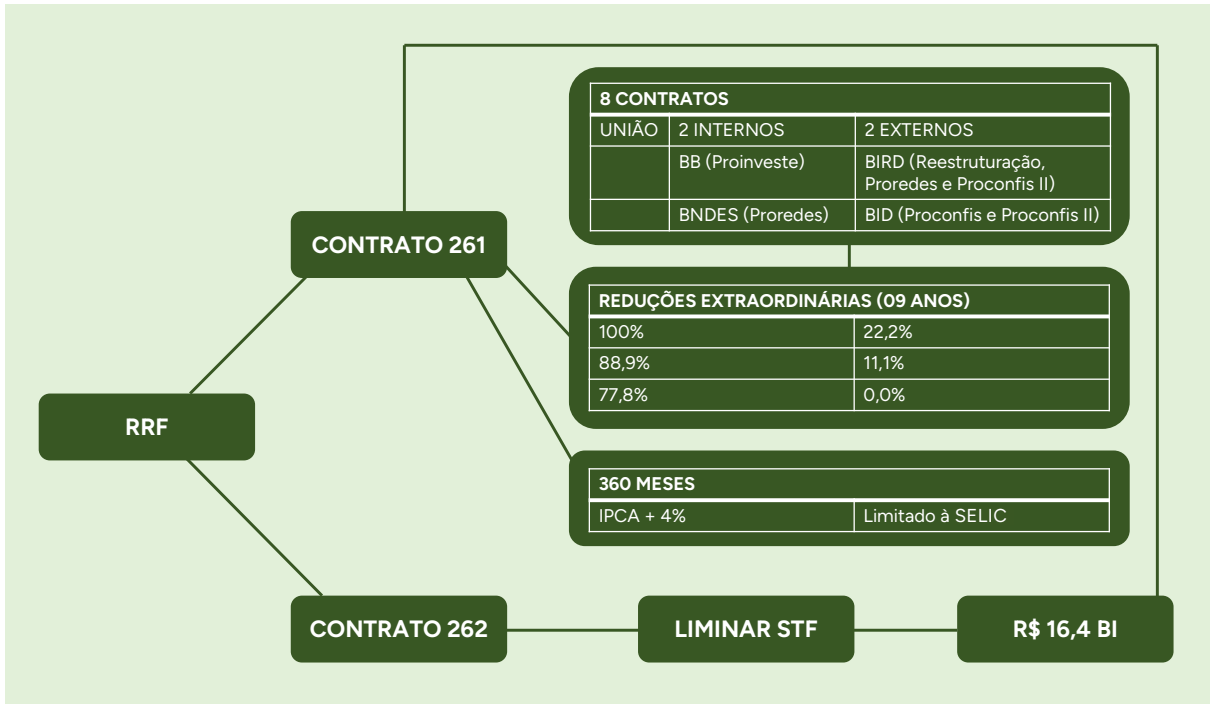 8 CONTRATOS
UNIÃO 2 INTERNOS 2 EXTERNOS
BB (Proinveste) BIRD (Reestruturação,
Proredes e Proconfis II)
BNDES (Proredes) BID (Proconfis e Proconfis II)
CONTRATO 261
REDUÇÕES EXTRAORDINÁRIAS (09 ANOS)
100% 22,2%
88,9% 11,1%
77,8% 0,0%
RRF
360 MESES
IPCA + 4% Limitado à SELIC
CONTRATO 262
LIMINAR STF
R$ 16,4 BI